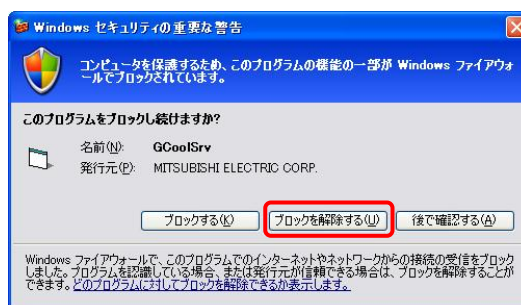 Windows セキュリティの重要な警告
コンピュータを保護するため、このプログラムの機能の一部が Windows ファイアウォ
ールでブロックされています。
このプログラムをブロックし続けますか?
名前(N): GCoolSrv
発行元(P): MITSUBISHI ELECTRIC CORP.
ブロックする(K) ブロックを解除する(U) 後で確認する(A)
Windows ファイアウォールで、このプログラムでのインターネットやネットワークからの接続の受信をブロック
しました。プログラムを認識している場合、または発行元が信頼できる場合は、ブロックを解除することが
できます。どのプログラムに対してブロックを解除できるか表示します。